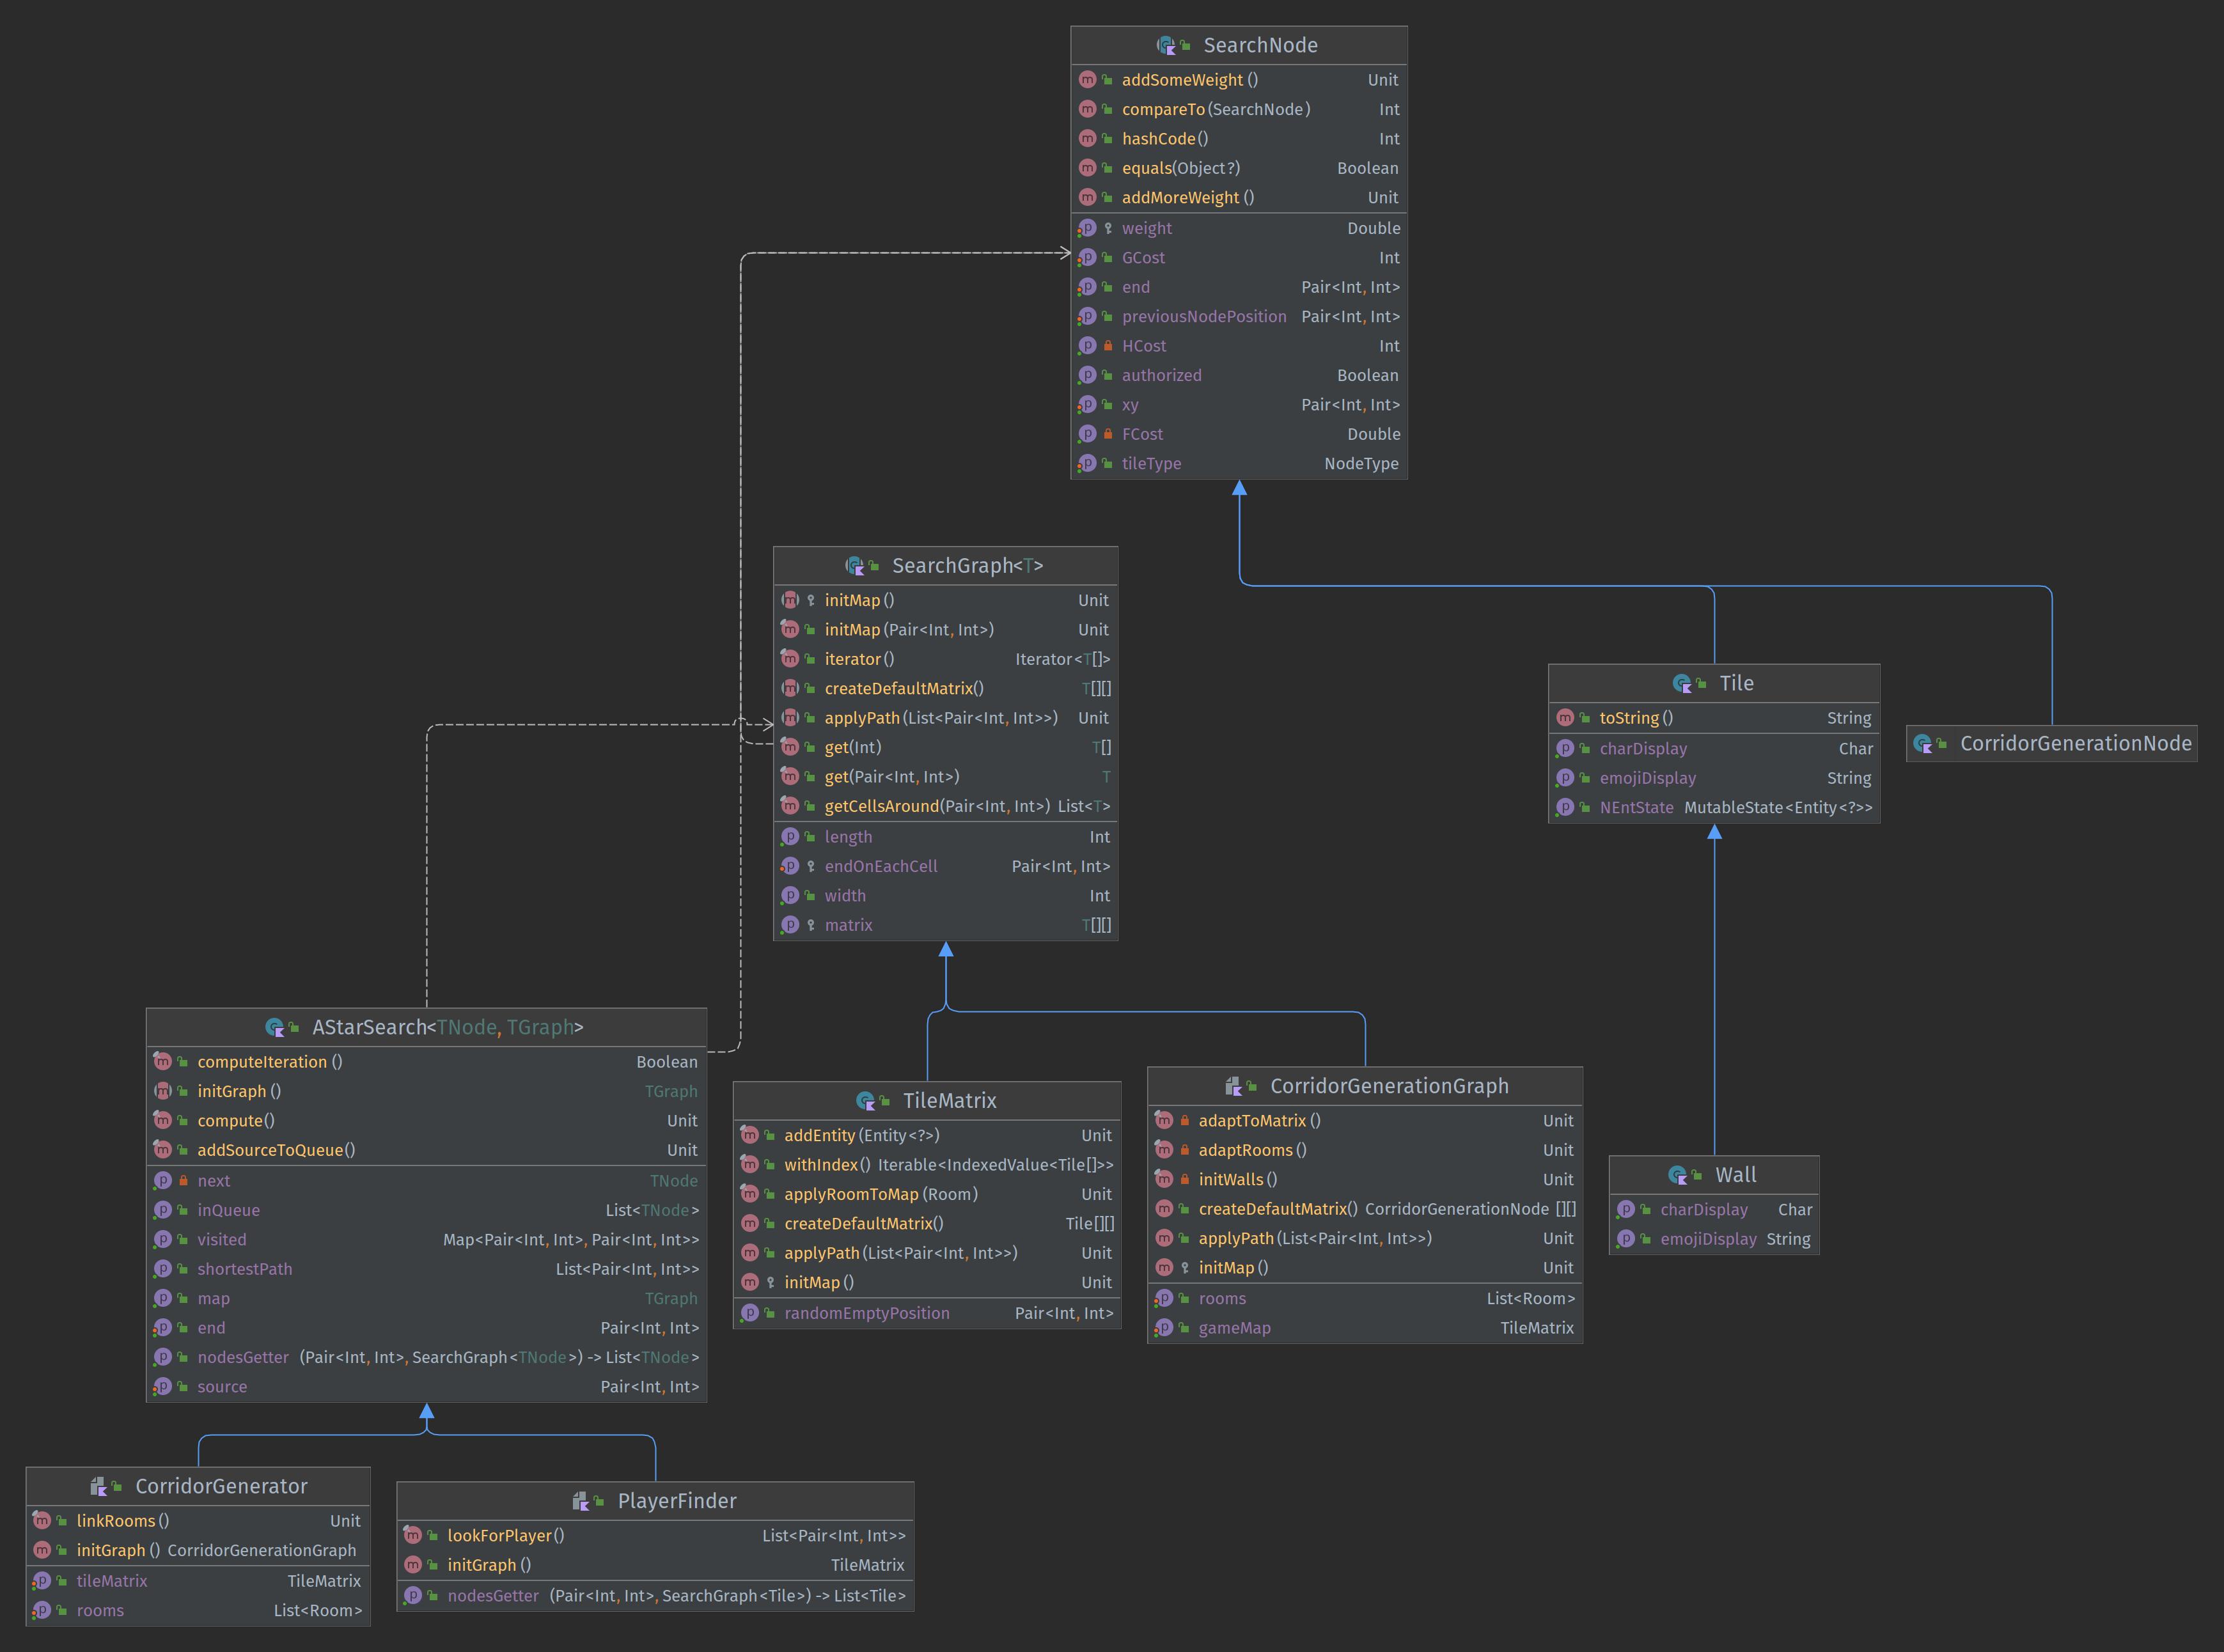 SearchNode
addSomeWeight () Unit
compareTo(SearchNode) Int
hashCode() Int
equals(Object?) Boolean
addMoreWeight () Unit
weight Double
GCost Int
end Pair<Int, Int>
previousNodePosition Pair<Int, Int>
HCost Int
authorized Boolean
xy Pair<Int, Int>
FCost Double
tileType NodeType
SearchGraph<T>
initMap () Unit
initMap (Pair<Int, Int>) Unit
iterator() Iterator<T[]>
createDefaultMatrix() T[][]
applyPath (List<Pair<Int, Int>>) Unit
get(Int) T[]
get(Pair<Int, Int>) T
getCellsAround(Pair<Int, Int>) List<T>
length Int
endOnEachCell Pair<Int, Int>
width Int
matrix T[][]
Tile
toString () String
charDisplay Char
emojiDisplay String
NEntState MutableState<Entity<?>>
CorridorGenerationNode
AStarSearch<TNode, TGraph>
computeIteration () Boolean
initGraph () TGraph
compute() Unit
addSourceToQueue() Unit
next TNode
inQueue List<TNode>
visited Map<Pair<Int, Int>, Pair<Int, Int>>
shortestPath List<Pair<Int, Int>>
map TGraph
end Pair<Int, Int>
nodesGetter (Pair<Int, Int>, SearchGraph<TNode>) -> List<TNode>
source Pair<Int, Int>
TileMatrix
addEntity (Entity<?>) Unit
withIndex() Iterable<IndexedValue<Tile[]>>
applyRoomToMap (Room) Unit
createDefaultMatrix() Tile[][]
applyPath (List<Pair<Int, Int>>) Unit
initMap () Unit
randomEmptyPosition Pair<Int, Int>
CorridorGenerationGraph
adaptToMatrix () Unit
adaptRooms () Unit
initWalls () Unit
createDefaultMatrix() CorridorGenerationNode [][]
applyPath (List<Pair<Int, Int>>) Unit
initMap () Unit
rooms List<Room>
gameMap TileMatrix
Wall
charDisplay Char
emojiDisplay String
CorridorGenerator
linkRooms () Unit
initGraph () CorridorGenerationGraph
tileMatrix TileMatrix
rooms List<Room>
PlayerFinder
lookForPlayer() List<Pair<Int, Int>>
initGraph () TileMatrix
nodesGetter (Pair<Int, Int>, SearchGraph<Tile>) -> List<Tile>